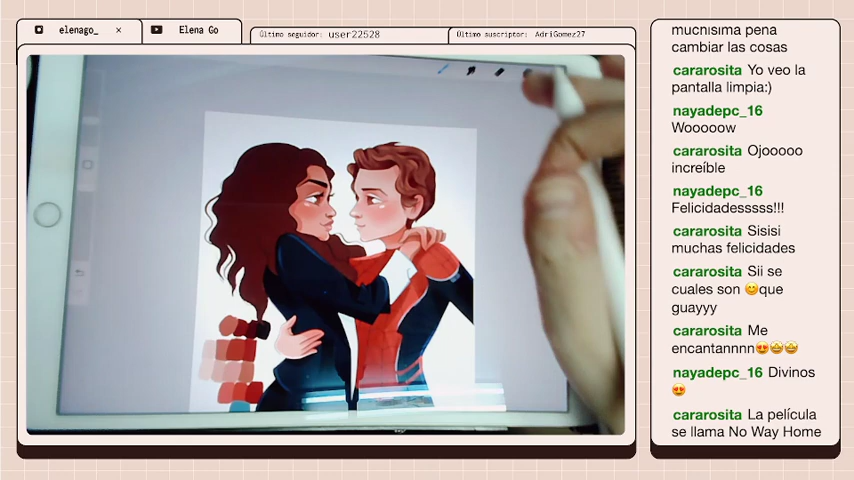 elenago_ ×
Elena Go
Último seguidor: user22528
Último suscriptor: AdriGomez27
muchísima pena
cambiar las cosas
cararosita Yo veo la
pantalla limpia:)
nayadepc_16
Wooooow
cararosita Ojooooo
increíble
nayadepc_16
Felicidadesssss!!!
cararosita Sisisi
muchas felicidades
cararosita Sii se
cuales son 😊que
guayyy
cararosita Me
encantannnn😍🤩🤩
nayadepc_16 Divinos
😍
cararosita La película
se llama No Way Home